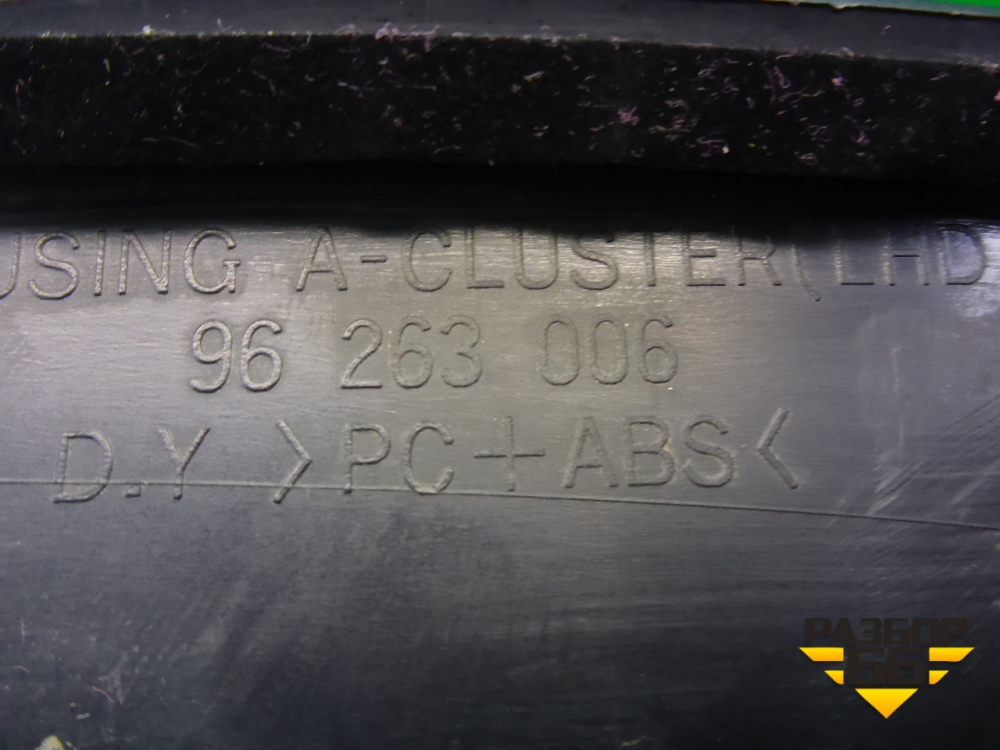 USING A-CLUSTER(LHD
96 263 006
D.Y >PC+ABS<
РАЗБОР
66